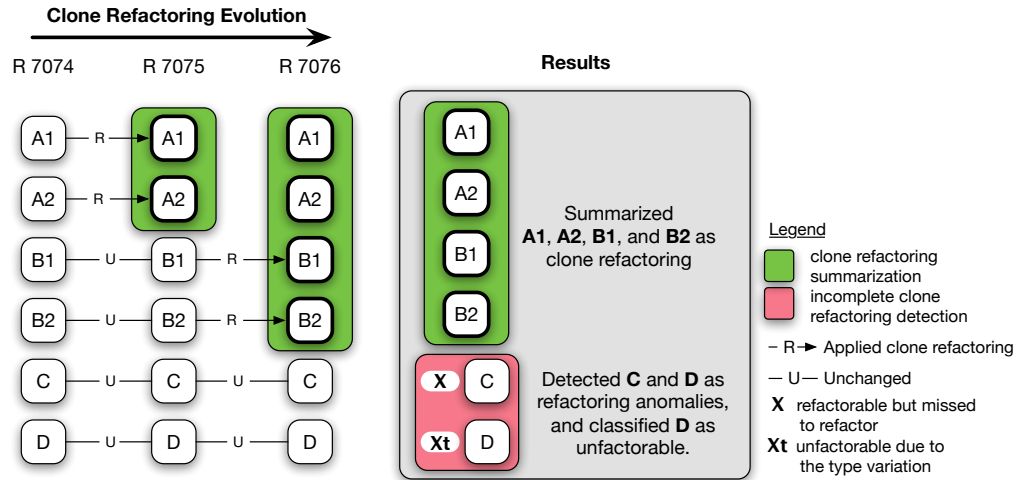 Clone Refactoring Evolution
R 7074 R 7075 R 7076
A1 R A1 A1
A2 R A2 A2
B1 U B1 R B1
B2 U B2 R B2
C U C U C
D U D U D
Results
A1
A2
B1
B2
Summarized
A1, A2, B1, and B2 as
clone refactoring
X C
Xt D
Detected C and D as
refactoring anomalies,
and classified D as
unfactorable.
Legend
clone refactoring
summarization
incomplete clone
refactoring detection
– R Applied clone refactoring
— U — Unchanged
X refactorable but missed
to refactor
Xt unfactorable due to
the type variation